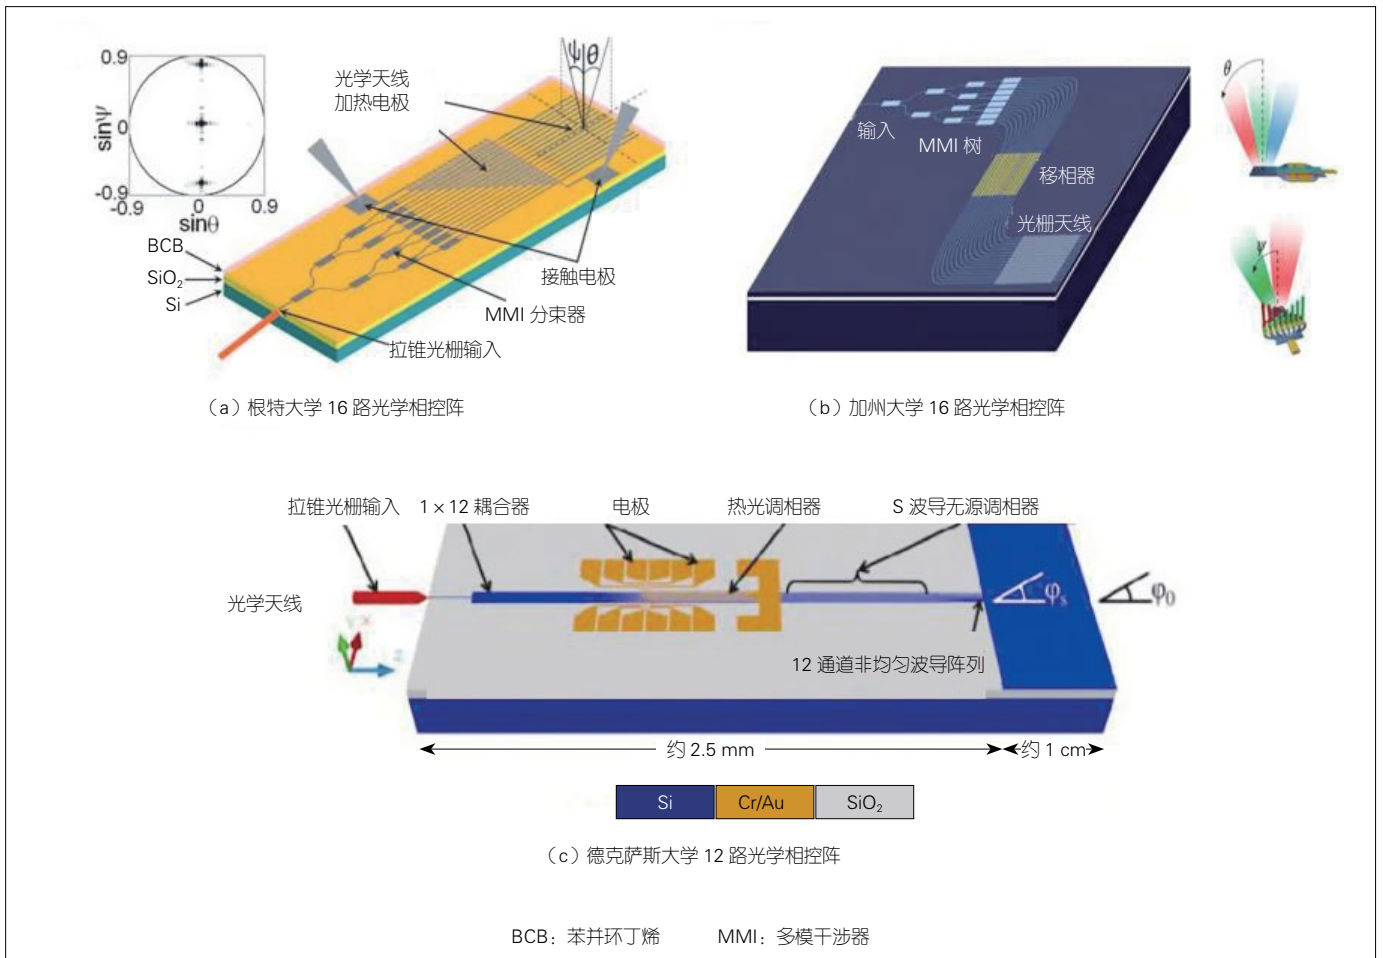 0.9
0
-0.9
sinψ
-0.9
0
0.9
sinθ
光学天线
加热电极
ψ θ
BCB
SiO₂
Si
接触电极
MMI 分束器
拉锥光栅输入
(a)根特大学 16 路光学相控阵
输入
MMI 树
移相器
光栅天线
θ
ψ
(b)加州大学 16 路光学相控阵
拉锥光栅输入 1×12 耦合器 电极 热光调相器 S 波导无源调相器
光学天线
φs
φ0
12 通道非均匀波导阵列
约 2.5 mm
约 1 cm
Si Cr/Au SiO₂
(c)德克萨斯大学 12 路光学相控阵
BCB：苯并环丁烯 MMI：多模干涉器